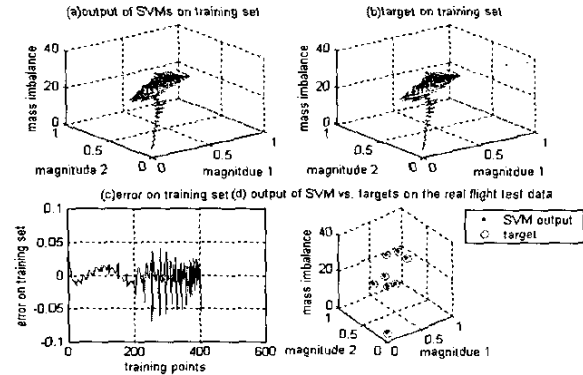 (a)output of SVMs on training set
(b)target on training set
mass imbalance
40
20
0
1
0.5
0
magnitude 2
0
0.5
1
magnitdue 1
mass imbalance
40
20
0
1
0.5
0
magnitude 2
0
0.5
1
magnitdue 1
(c)error on training set
(d) output of SVM vs. targets on the real flight test data
error on training set
0.1
0.05
0
-0.05
-0.1
0
200
400
600
training points
SVM output
target
mass imbalance
40
20
0
1
0.5
0
magnitude 2
0
0.5
1
magnitdue 1